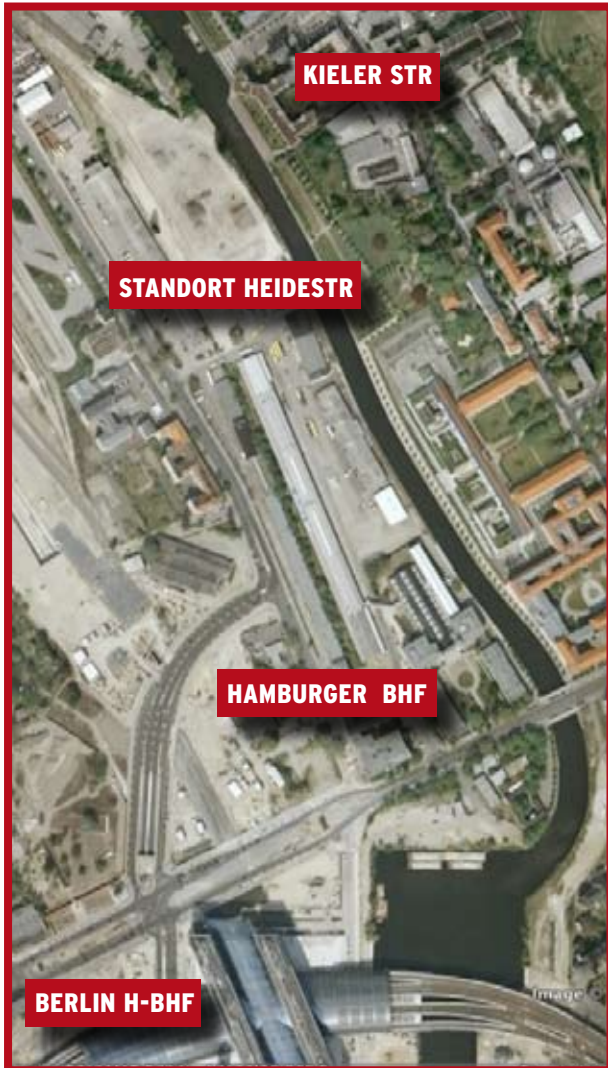 KIELER STR
STANDORT HEIDESTR
HAMBURGER BHF
BERLIN H-BHF
Image